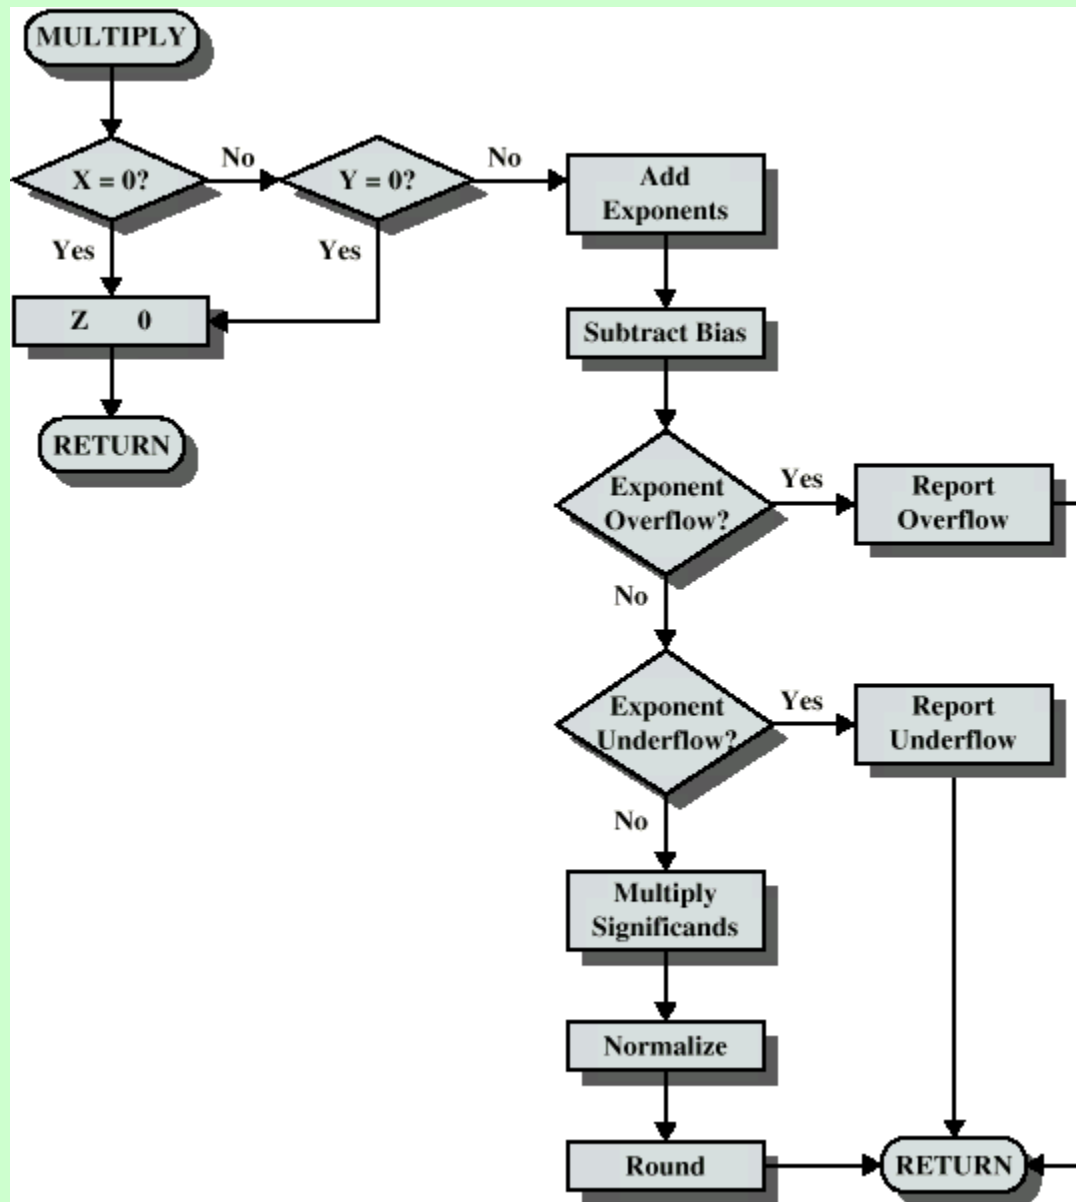 MULTIPLY
X = 0?
No
Y = 0?
No
Add
Exponents
Yes
Yes
Z 0
RETURN
Subtract Bias
Exponent
Overflow?
Yes
Report
Overflow
No
Exponent
Underflow?
Yes
Report
Underflow
No
Multiply
Significands
Normalize
Round
RETURN